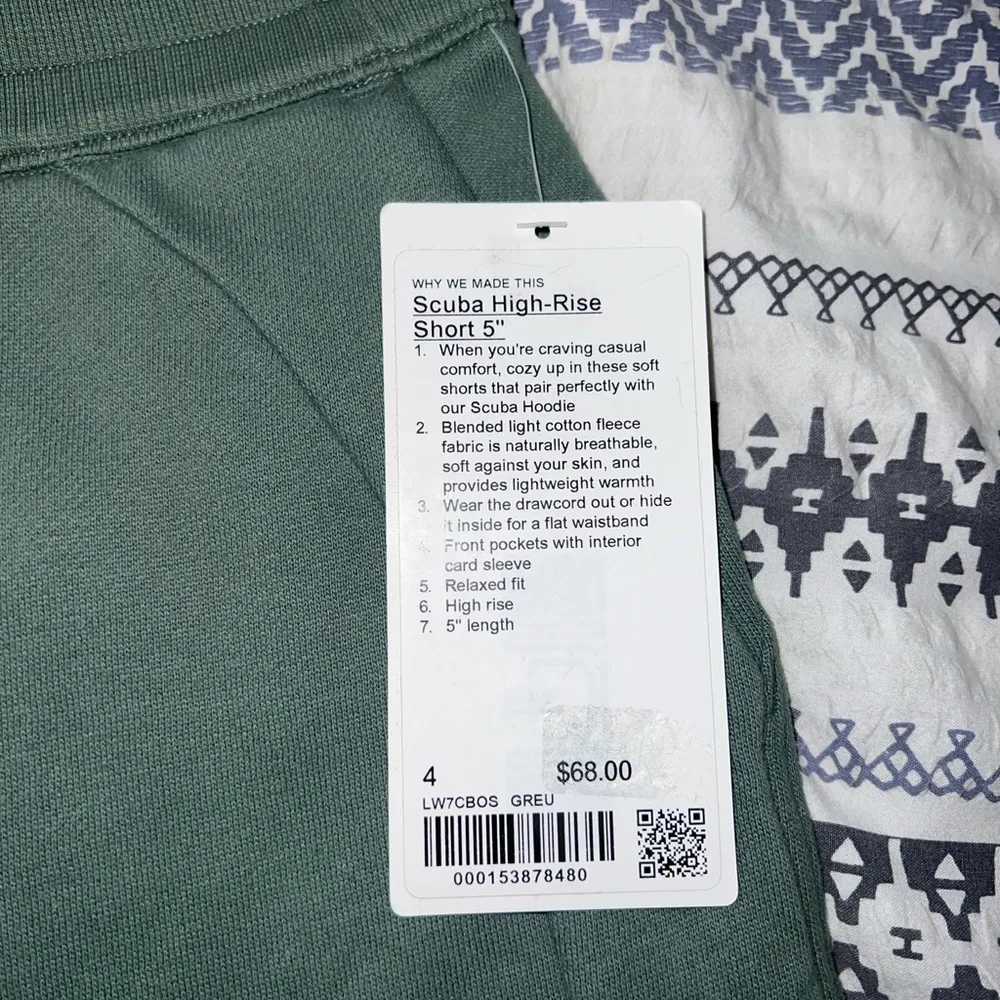 WHY WE MADE THIS
Scuba High-Rise
Short 5"
1. When you're craving casual
comfort, cozy up in these soft
shorts that pair perfectly with
our Scuba Hoodie
2. Blended light cotton fleece
fabric is naturally breathable,
soft against your skin, and
provides lightweight warmth
3. Wear the drawcord out or hide
it inside for a flat waistband
4. Front pockets with interior
card sleeve
5. Relaxed fit
6. High rise
7. 5" length
4 $68.00
LW7CBOS GREU
000153878480